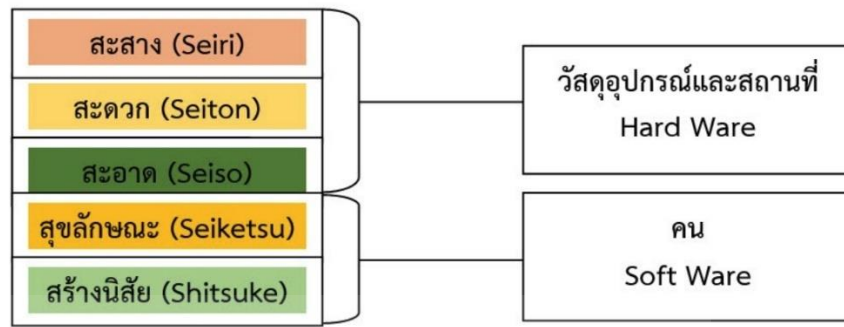 สะสาง (Seiri)
สะดวก (Seiton)
สะอาด (Seiso)
สุขลักษณะ (Seiketsu)
สร้างนิสัย (Shitsuke)
วัสดุอุปกรณ์และสถานที่
Hard Ware
คน
Soft Ware